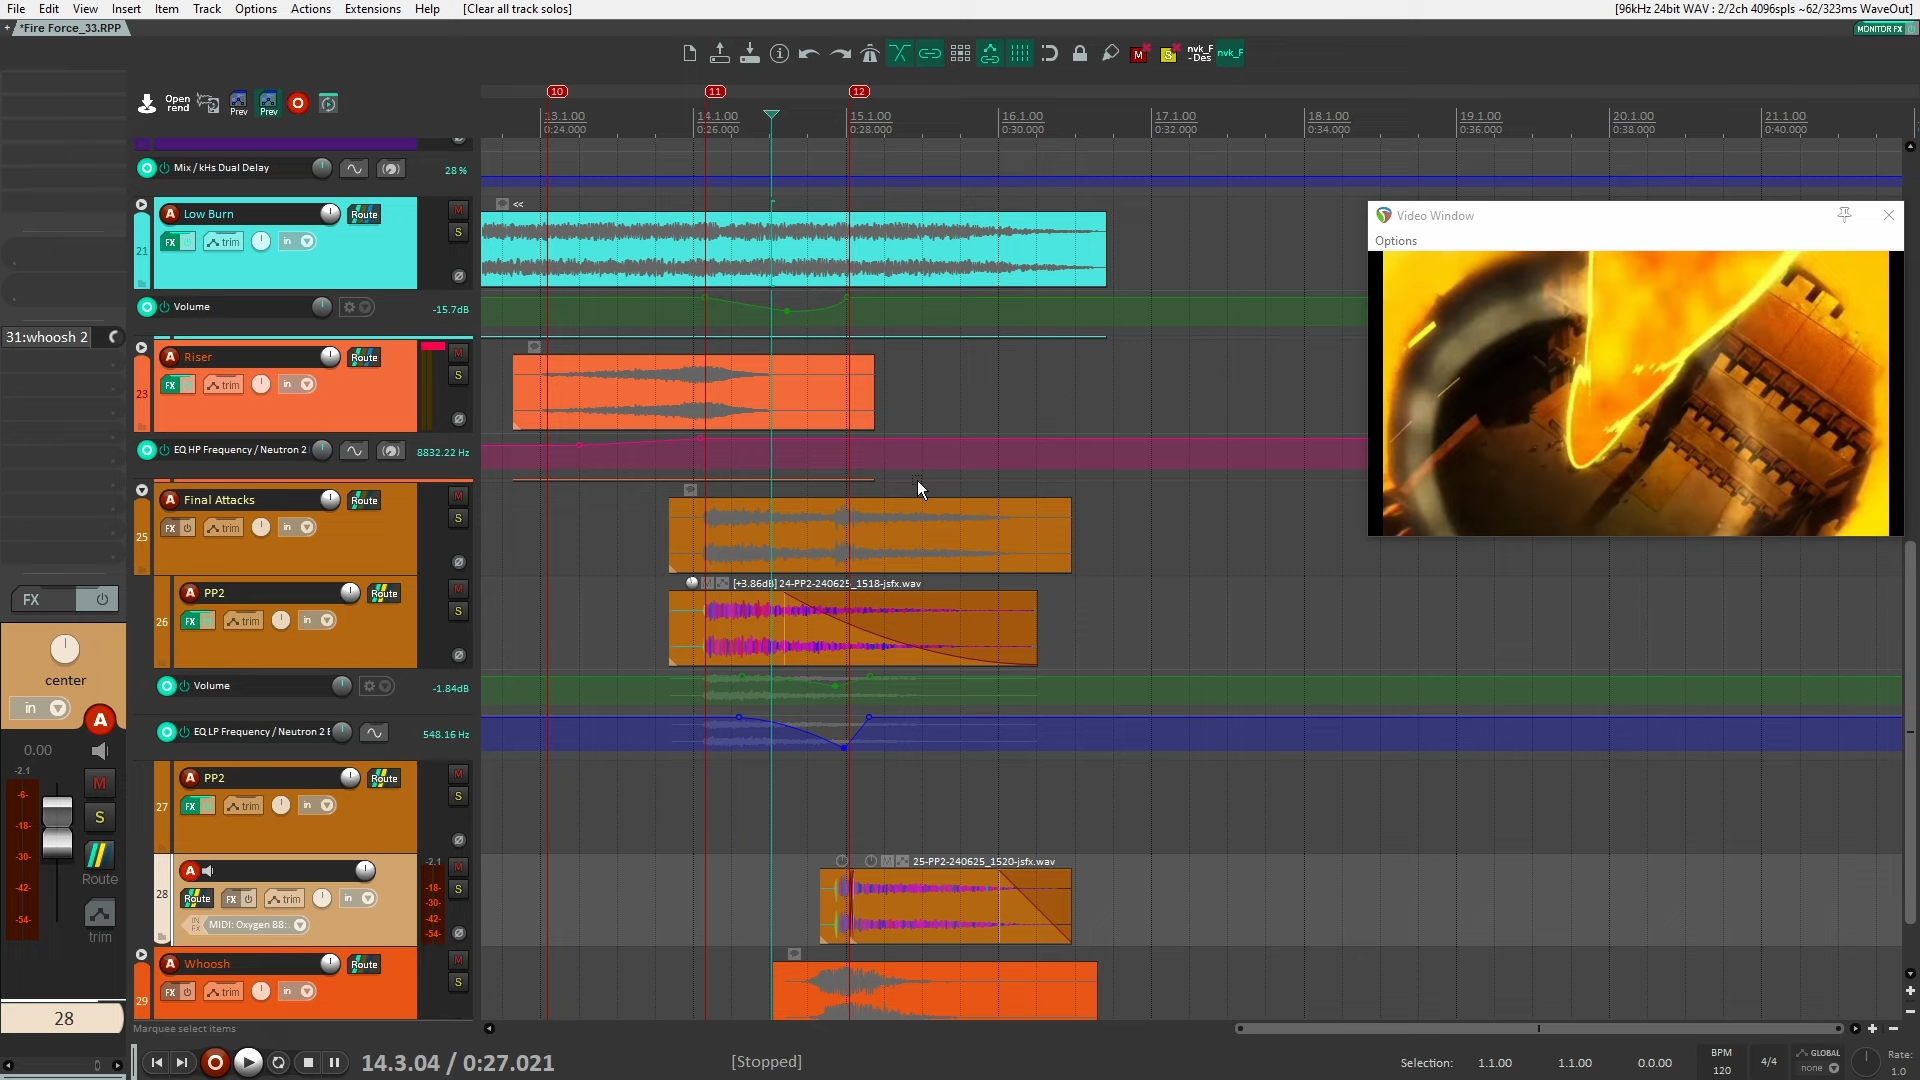 File Edit View Insert Item Track Options Actions Extensions Help [Clear all track solos] [96kHz 24bit WAV : 2/2ch 4096spls ~62/323ms WaveOut]
+ *Fire Force_33.RPP MONITOR FX
M S nvk_F - Des nvk_F
Open rend Prev Prev
10 11 12
13.1.00 14.1.00 15.1.00 16.1.00 17.1.00 18.1.00 19.1.00 20.1.00 21.1.00
0:24.000 0:26.000 0:28.000 0:30.000 0:32.000 0:34.000 0:36.000 0:38.000 0:40.000
Mix / kHs Dual Delay 28 %
<<
A Low Burn Route M
21 FX trim in S
Video Window
Options
Volume -15.7dB
31:whoosh 2
A Riser Route M
23 FX trim in S
EQ HP Frequency / Neutron 2 8832.22 Hz
A Final Attacks Route M
25 FX trim in S
[+3.86dB] 24-PP2-240625_1518-jsfx.wav
A PP2 Route M
26 FX trim in S
FX
center
in A
Volume -1.84dB
EQ LP Frequency / Neutron 2 E 548.16 Hz
0.00
-2.1
A PP2 Route M
27 FX trim in S
M
-6-
S
-18-
-30-
-42-
-54-
Route
trim
25-PP2-240625_1520-jsfx.wav
A -2.1 M
28 Route FX trim in -18- S
-30-
IN FX MIDI: Oxygen 88:. -42-
-54-
A Whoosh Route M
29 FX trim in S
28
Marquee select items
14.3.04 / 0:27.021 [Stopped] Selection: 1.1.00 1.1.00 0.0.00 BPM 120 4/4 GLOBAL none Rate: 1.0